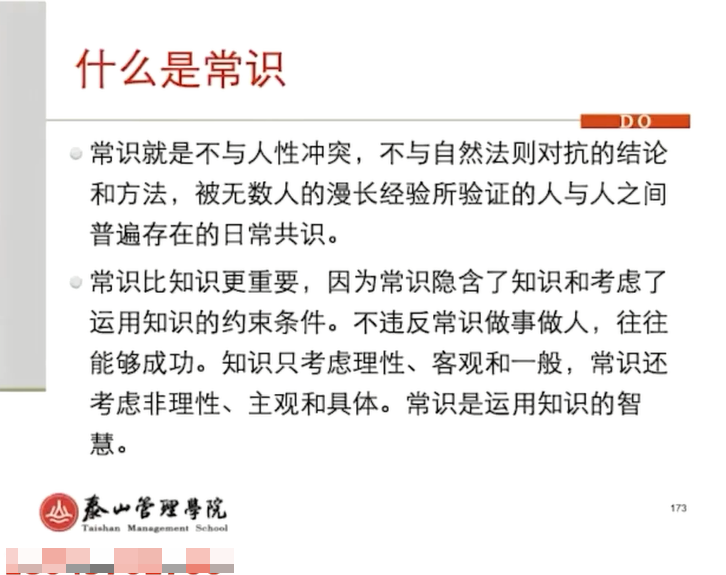 什么是常识
DO
常识就是不与人性冲突，不与自然法则对抗的结论
和方法，被无数人的漫长经验所验证的人与人之间
普遍存在的日常共识。
常识比知识更重要，因为常识隐含了知识和考虑了
运用知识的约束条件。不违反常识做事做人，往往
能够成功。知识只考虑理性、客观和一般，常识还
考虑非理性、主观和具体。常识是运用知识的智
慧。
泰山管理學院
Taishan Management School
173